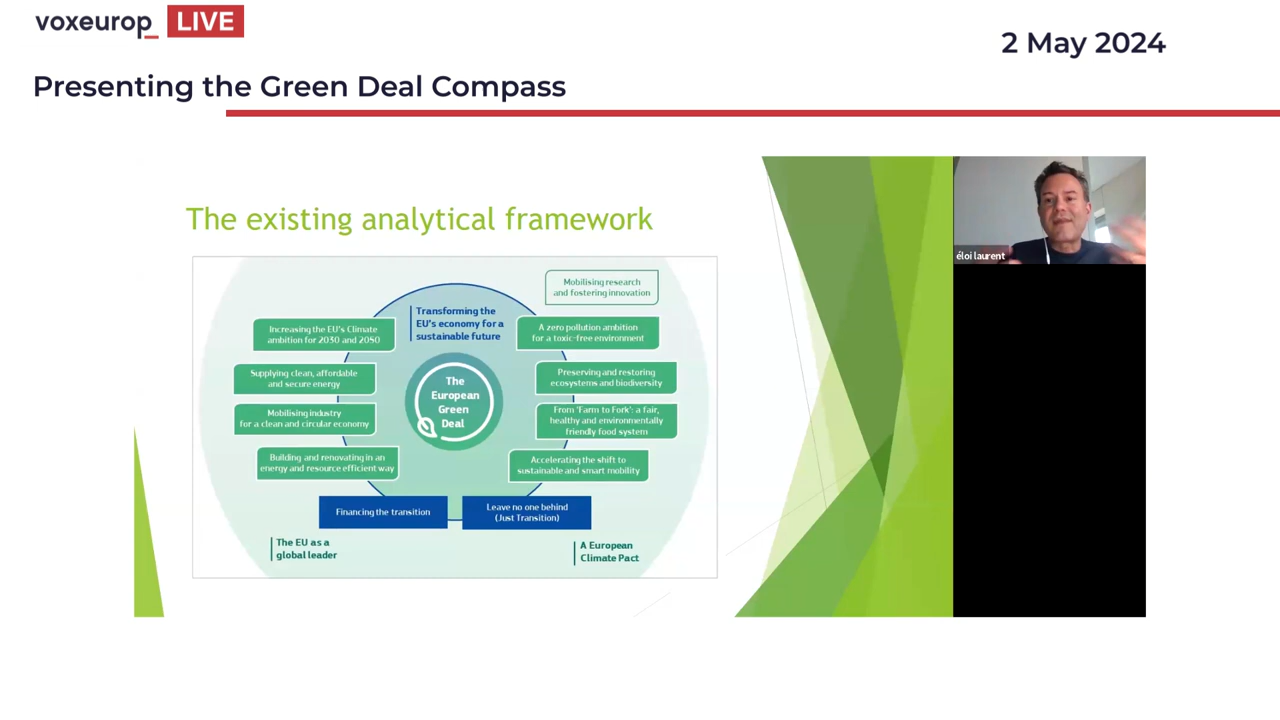 voxeurop_ LIVE
2 May 2024
Presenting the Green Deal Compass
The existing analytical framework
éloi laurent
Mobilising research
and fostering innovation
Transforming the
EU's economy for a
sustainable future
Increasing the EU's Climate
ambition for 2030 and 2050
A zero pollution ambition
for a toxic-free environment
Supplying clean, affordable
and secure energy
Preserving and restoring
ecosystems and biodiversity
The
European
Green
Deal
Mobilising industry
for a clean and circular economy
From 'Farm to Fork': a fair,
healthy and environmentally
friendly food system
Building and renovating in an
energy and resource efficient way
Accelerating the shift to
sustainable and smart mobility
Financing the transition
Leave no one behind
(Just Transition)
The EU as a
global leader
A European
Climate Pact